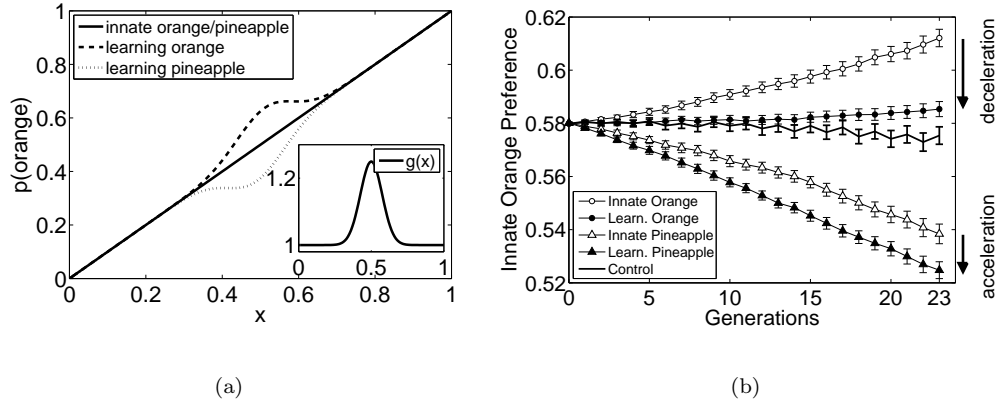 1
0.8
0.6
0.4
0.2
0
p(orange)
innate orange/pineapple
learning orange
learning pineapple
g(x)
1.2
1
0 0.5 1
0 0.2 0.4 0.6 0.8 1
x
(a)
0.62
0.6
0.58
0.56
0.54
0.52
Innate Orange Preference
Innate Orange
Learn. Orange
Innate Pineapple
Learn. Pineapple
Control
0 5 10 15 20 23
Generations
deceleration
acceleration
(b)